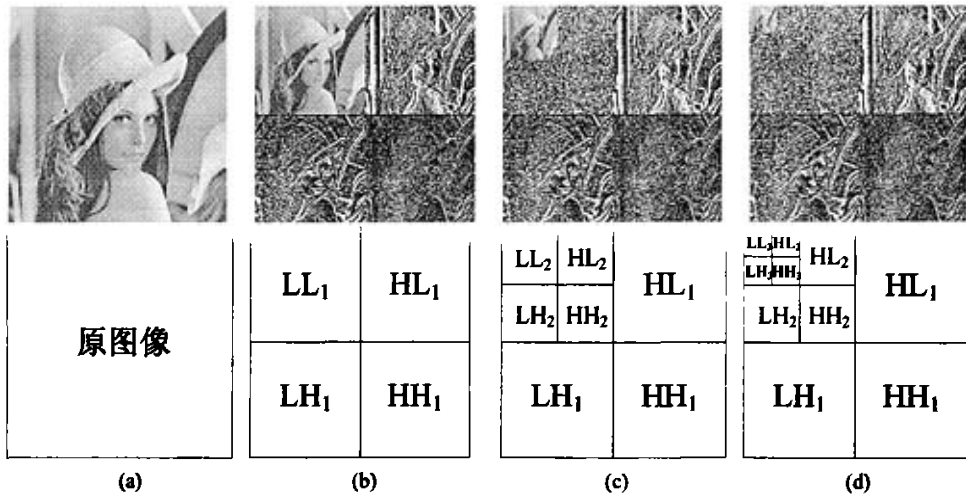 原图像
LL₁ HL₁
LH₁ HH₁
LL₂ HL₂
LH₂ HH₂
HL₁
LH₁ HH₁
LL₃ HL₃
LH₃ HH₃
HL₂
LH₂ HH₂
HL₁
LH₁ HH₁
(a) (b) (c) (d)